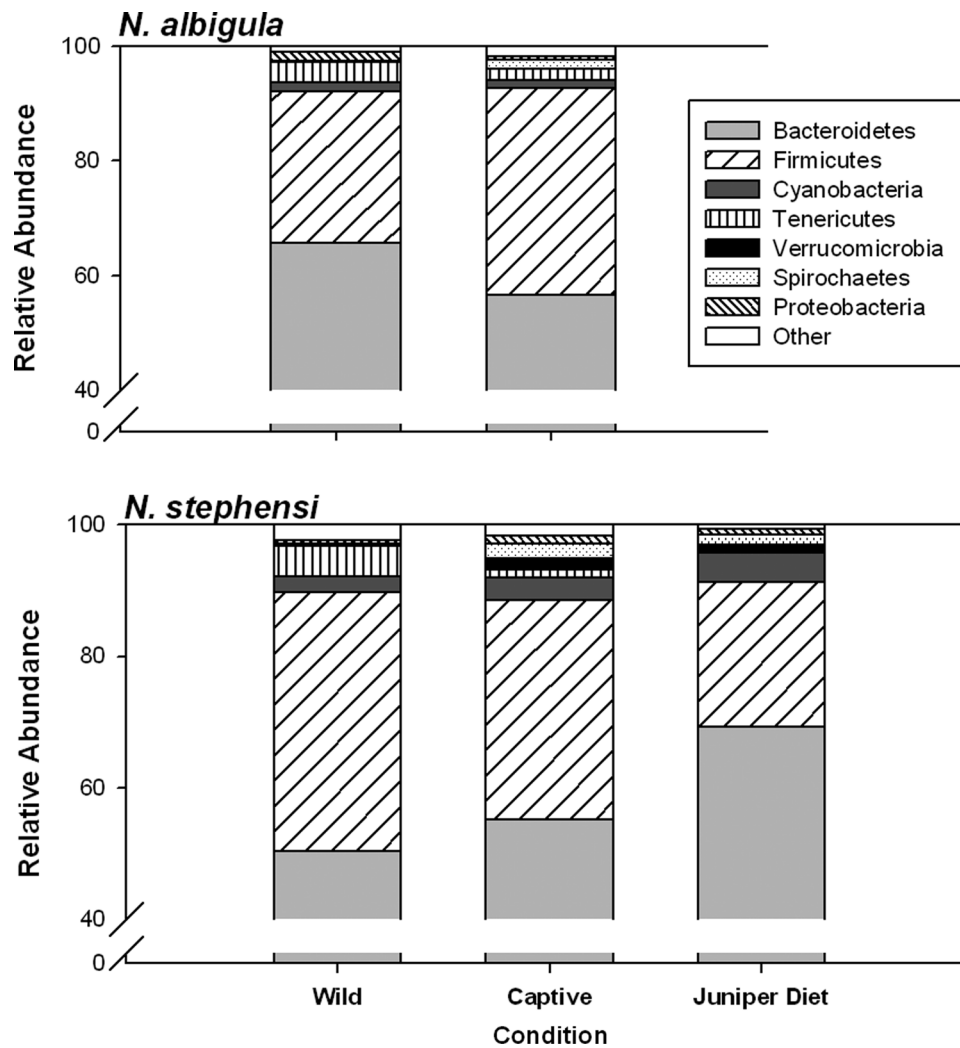 N. albigula
100
80
60
40
0
Relative Abundance
Bacteroidetes
Firmicutes
Cyanobacteria
Tenericutes
Verrucomicrobia
Spirochaetes
Proteobacteria
Other
N. stephensi
100
80
60
40
0
Relative Abundance
Wild
Captive
Juniper Diet
Condition